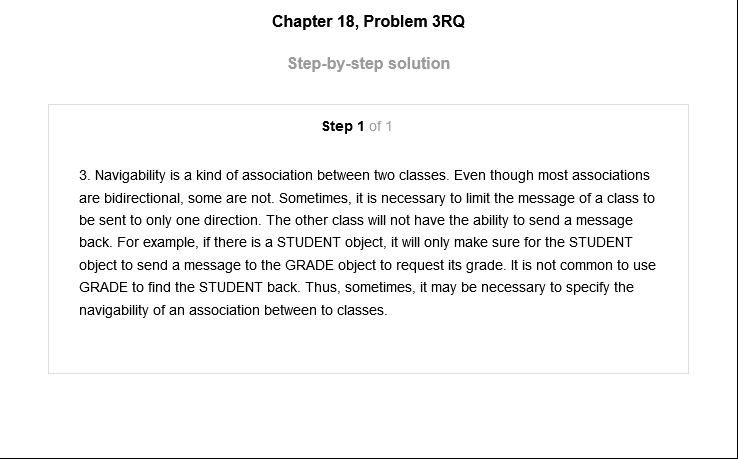 Chapter 18, Problem 3RQ
Step-by-step solution
Step 1 of 1
3. Navigability is a kind of association between two classes. Even though most associations
are bidirectional, some are not. Sometimes, it is necessary to limit the message of a class to
be sent to only one direction. The other class will not have the ability to send a message
back. For example, if there is a STUDENT object, it will only make sure for the STUDENT
object to send a message to the GRADE object to request its grade. It is not common to use
GRADE to find the STUDENT back. Thus, sometimes, it may be necessary to specify the
navigability of an association between to classes.